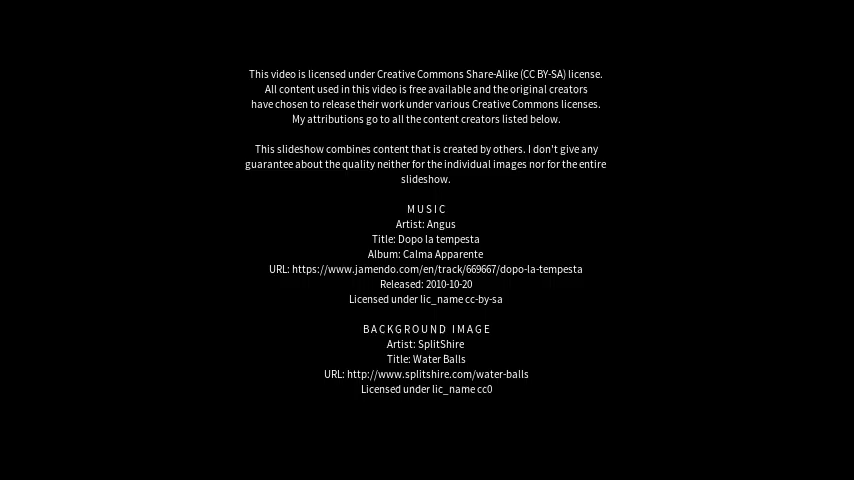 This video is licensed under Creative Commons Share-Alike (CC BY-SA) license.
All content used in this video is free available and the original creators
have chosen to release their work under various Creative Commons licenses.
My attributions go to all the content creators listed below.
This slideshow combines content that is created by others. I don't give any
guarantee about the quality neither for the individual images nor for the entire
slideshow.
MUSIC
Artist: Angus
Title: Dopo la tempesta
Album: Calma Apparente
URL: https://www.jamendo.com/en/track/669667/dopo-la-tempesta
Released: 2010-10-20
Licensed under lic_name cc-by-sa
BACKGROUND IMAGE
Artist: SplitShire
Title: Water Balls
URL: http://www.splitshire.com/water-balls
Licensed under lic_name cc0